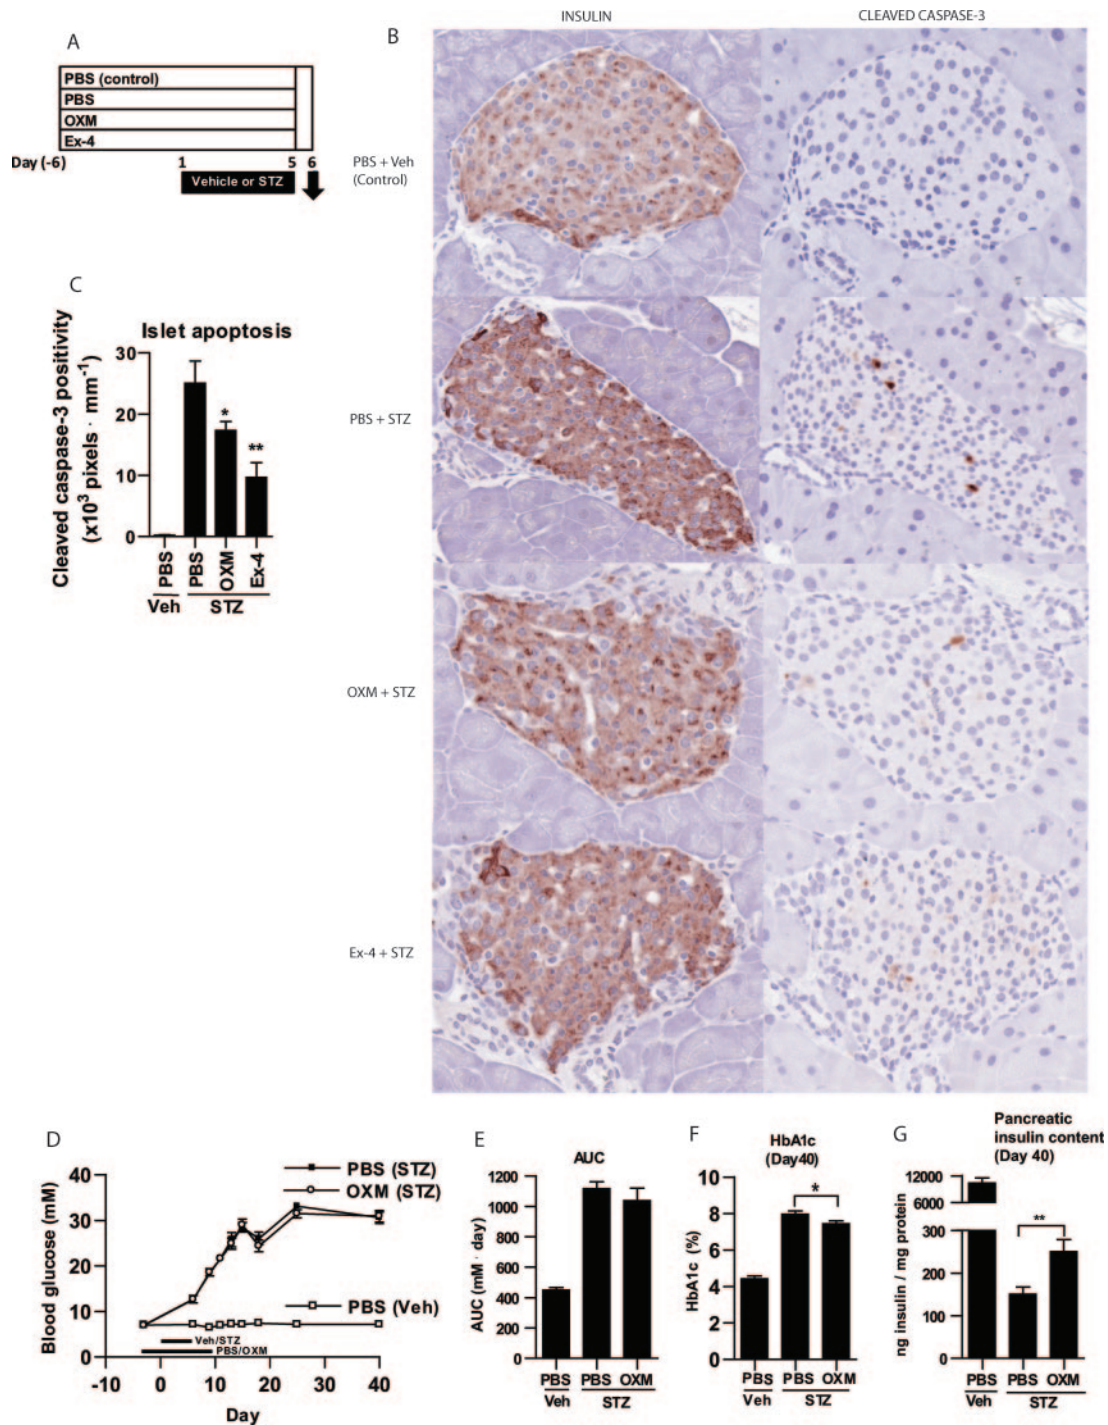 A
PBS (control)
PBS
OXM
Ex-4
Day (-6) 1 5 6
Vehicle or STZ
B
INSULIN CLEAVED CASPASE-3
PBS + Veh
(Control)
PBS + STZ
OXM + STZ
Ex-4 + STZ
C
Islet apoptosis
Cleaved caspase-3 positivity
(x10³ pixels · mm⁻¹)
30
20
10
0
*
**
PBS PBS OXM Ex-4
Veh STZ
D
Blood glucose (mM)
40
30
20
10
0
PBS (STZ)
OXM (STZ)
PBS (Veh)
Veh/STZ
PBS/OXM
-10 0 10 20 30 40
Day
E
AUC
AUC (mM · day)
1200
1000
800
600
400
200
0
PBS PBS OXM
Veh STZ
F
HbA1c
(Day40)
HbA1c (%)
10
8
6
4
2
0
*
PBS PBS OXM
Veh STZ
G
Pancreatic
insulin content
(Day 40)
ng insulin / mg protein
12000
6000
300
200
100
0
**
PBS PBS OXM
Veh STZ